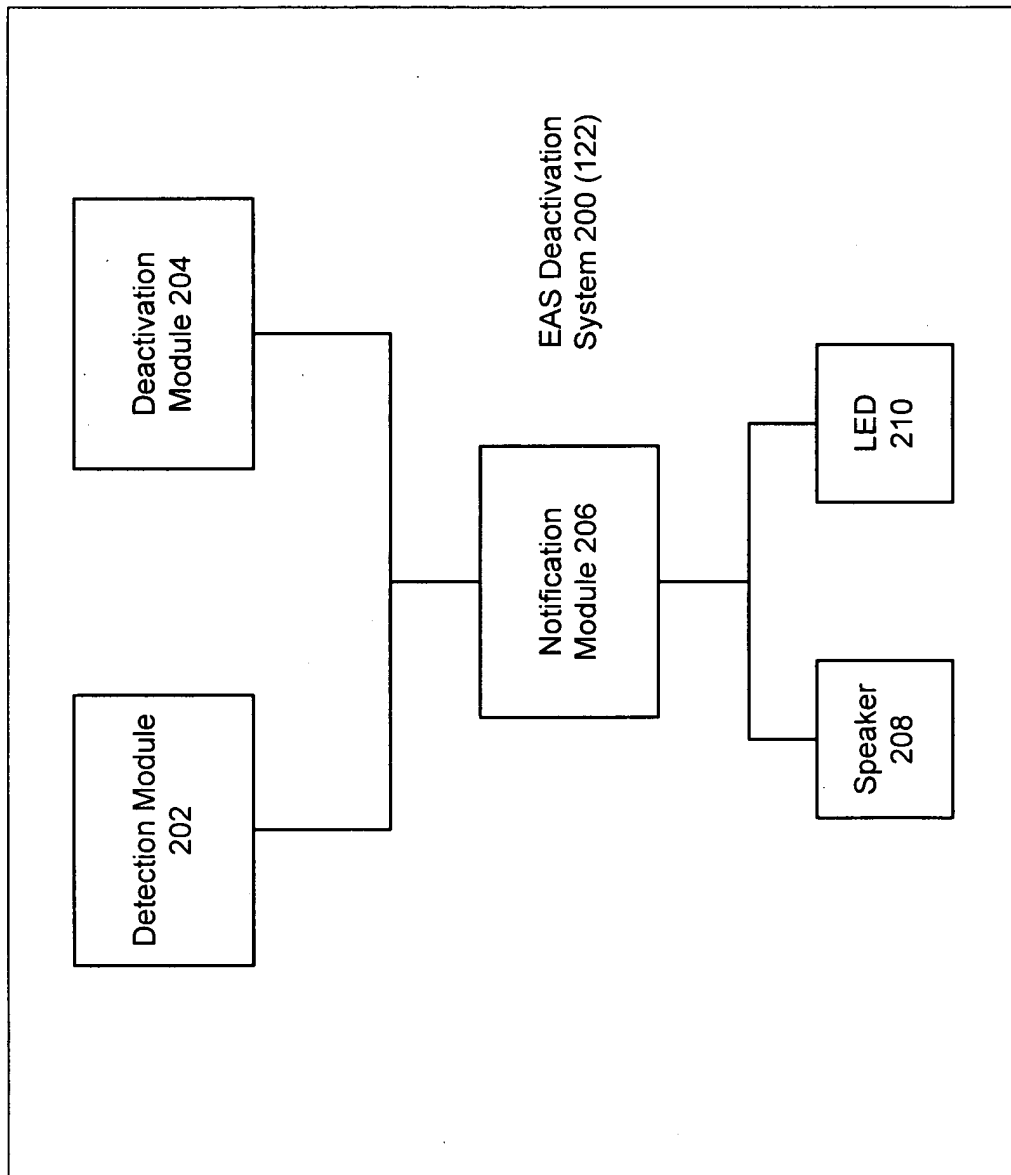 Detection Module
202
Deactivation
Module 204
Notification
Module 206
EAS Deactivation
System 200 (122)
Speaker
208
LED
210